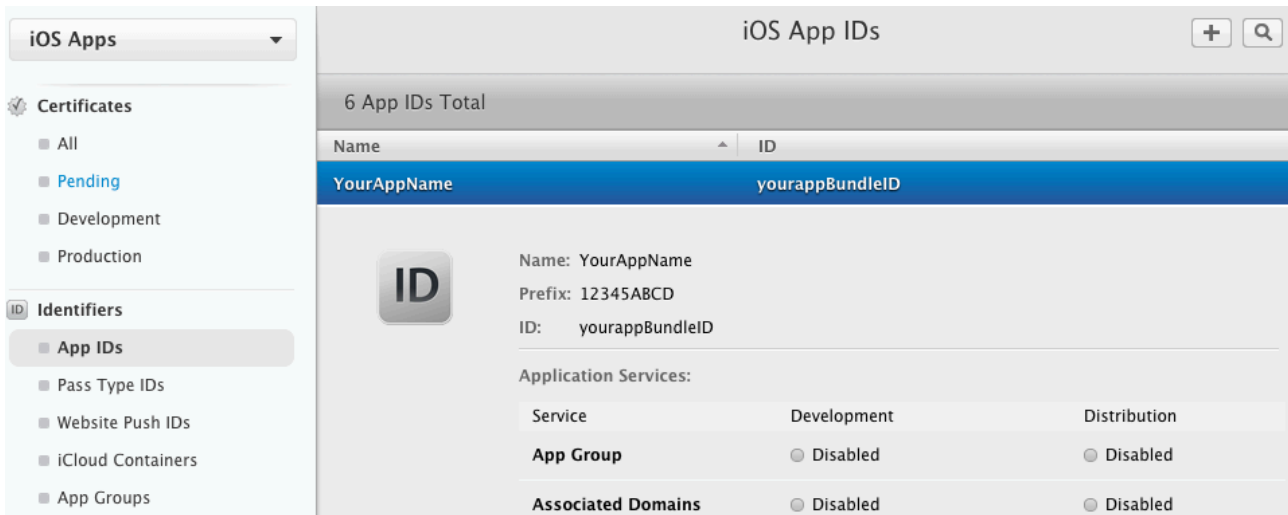 iOS Apps
iOS App IDs
Certificates
6 App IDs Total
All
Name ID
Pending
YourAppName yourappBundleID
Development
Production
ID
Name: YourAppName
Prefix: 12345ABCD
ID: yourappBundleID
ID Identifiers
App IDs
Pass Type IDs
Website Push IDs
iCloud Containers
App Groups
Application Services:
Service Development Distribution
App Group Disabled Disabled
Associated Domains Disabled Disabled